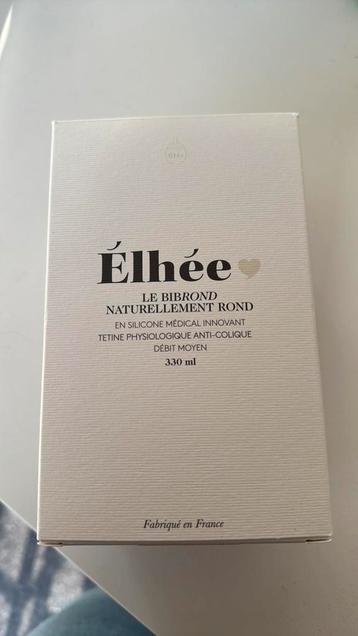 Élhée
LE BIBROND
NATURELLEMENT ROND
EN SILICONE MÉDICAL INNOVANT
TETINE PHYSIOLOGIQUE ANTI-COLIQUE
DÉBIT MOYEN
330 ml
Fabriqué en France